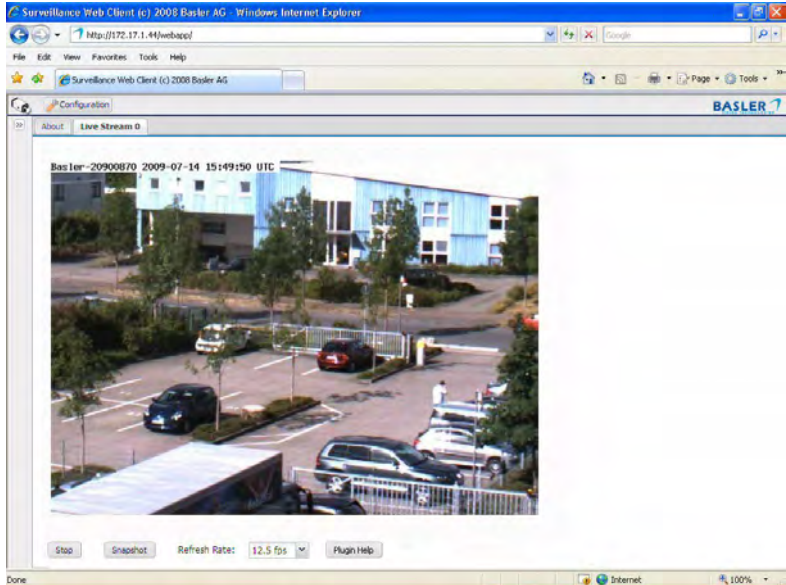 Surveillance Web Client (c) 2008 Basler AG - Windows Internet Explorer
http://172.17.1.44/webapp/
Google
File Edit View Favorites Tools Help
Surveillance Web Client (c) 2008 Basler AG
Page Tools
Configuration
BASLER
About Live Stream 0
Basler-20900870 2009-07-14 15:49:50 UTC
Stop Snapshot Refresh Rate: 12.5 fps Plugin Help
Done Internet 100%